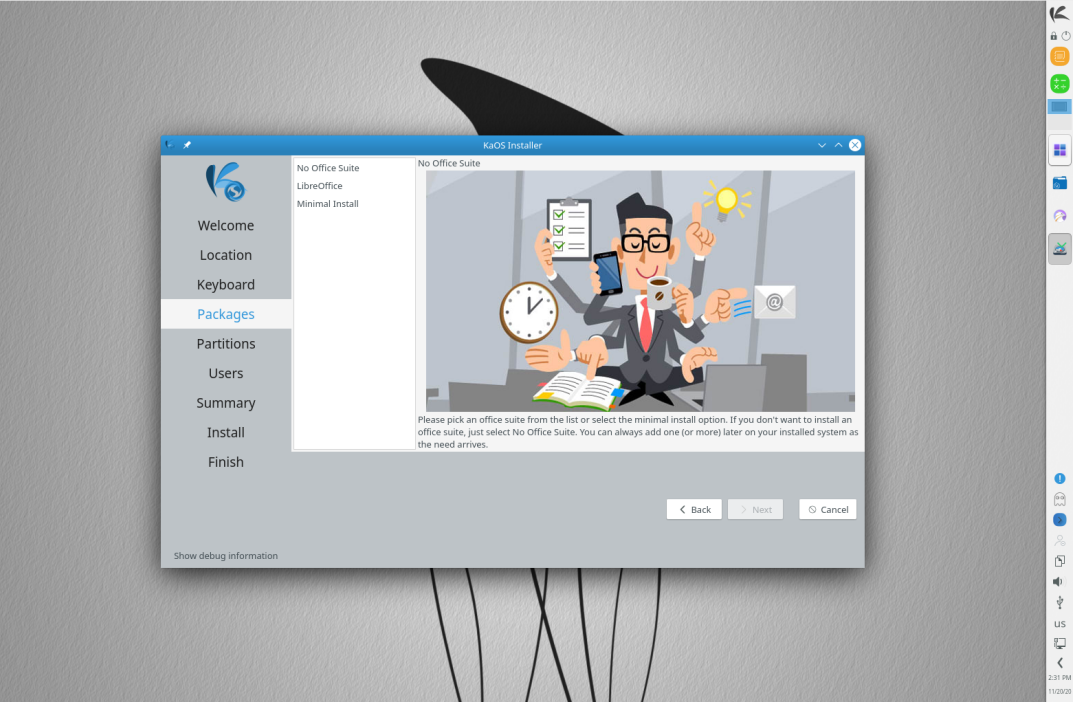 KaOS Installer
Welcome
Location
Keyboard
Packages
Partitions
Users
Summary
Install
Finish
Show debug information
No Office Suite
LibreOffice
Minimal Install
No Office Suite
@
Please pick an office suite from the list or select the minimal install option. If you don't want to install an
office suite, just select No Office Suite. You can always add one (or more) later on your installed system as
the need arrives.
Back
Next
Cancel
us
2:31 PM
11/20/20